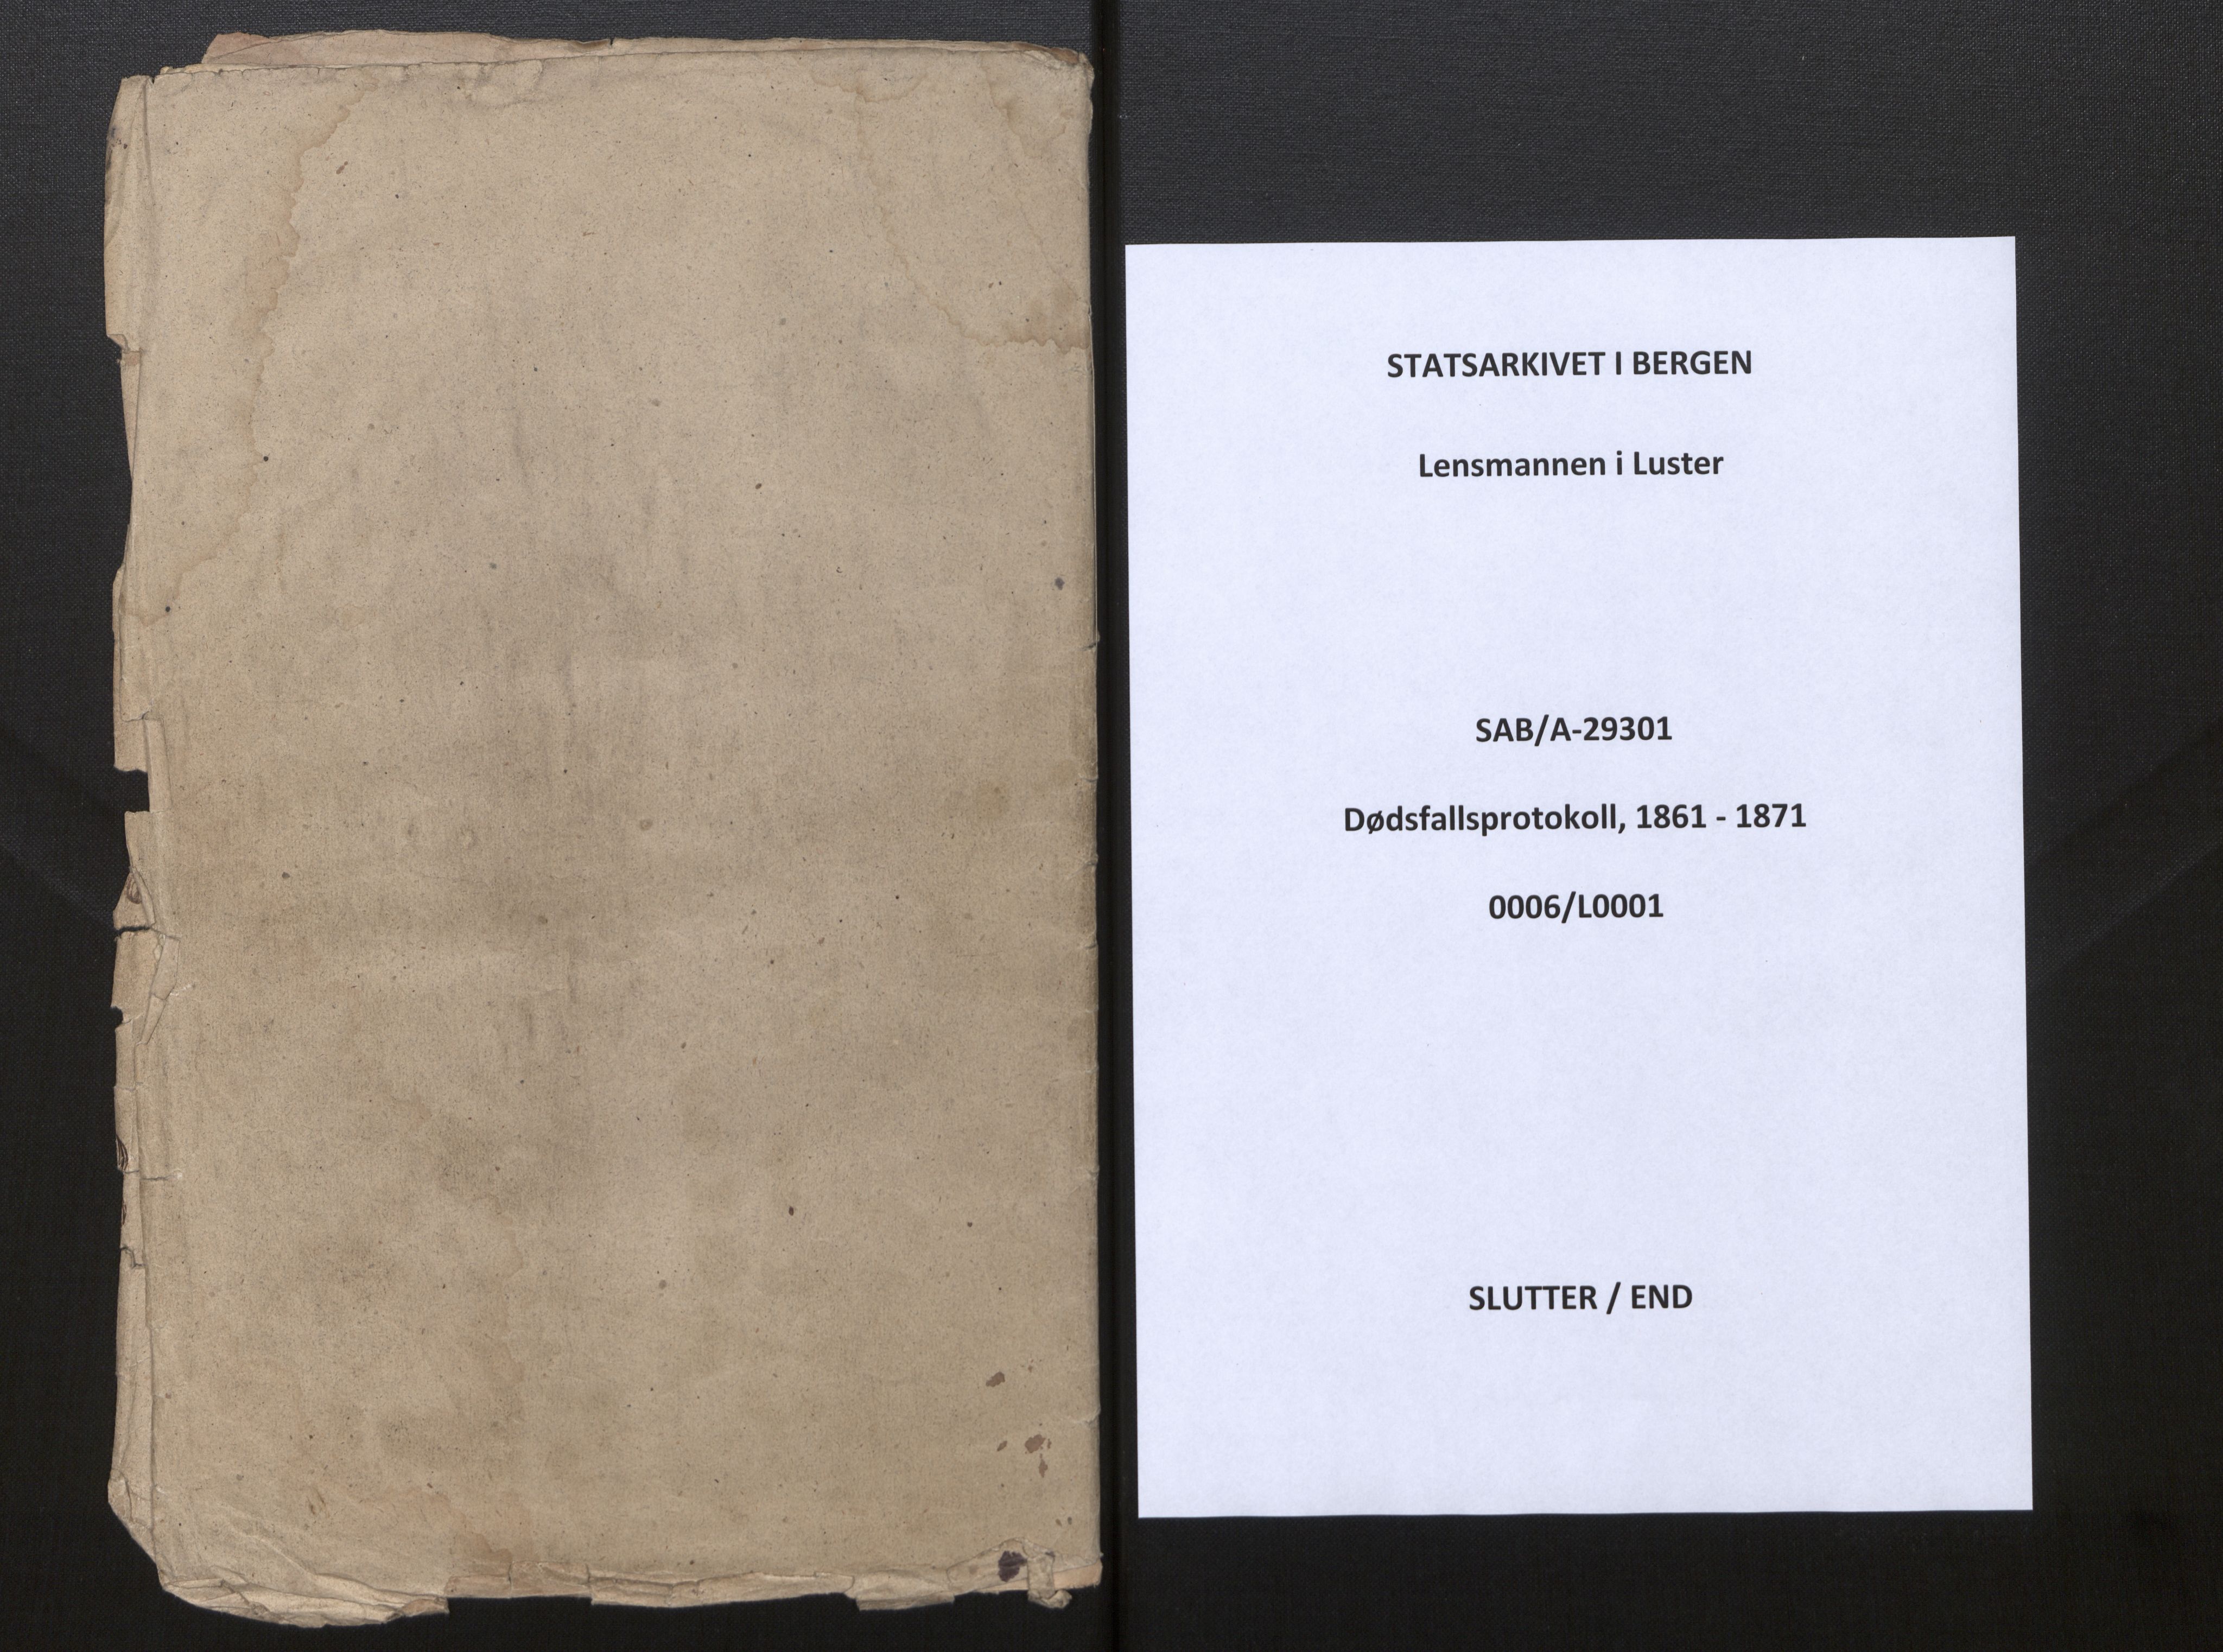 STATSARKIVET I BERGEN
Lensmannen i Luster
SAB/A-29301
Dødsfallsprotokoll, 1861 - 1871
0006/L0001
SLUTTER / END